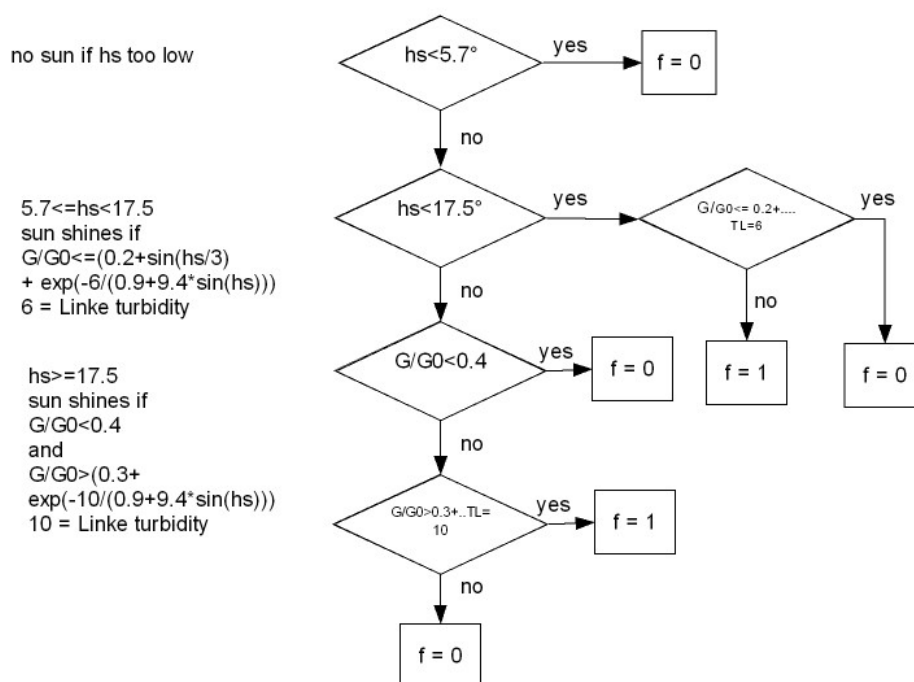 no sun if hs too low
hs<5.7°
yes
f = 0
no
5.7<=hs<17.5
sun shines if
G/G0<=(0.2+sin(hs/3)
+ exp(-6/(0.9+9.4*sin(hs)))
6 = Linke turbidity
hs<17.5°
yes
G/G0<= 0.2+....
TL=6
yes
no
f = 1
f = 0
no
hs>=17.5
sun shines if
G/G0<0.4
and
G/G0>(0.3+
exp(-10/(0.9+9.4*sin(hs)))
10 = Linke turbidity
G/G0<0.4
yes
f = 0
no
G/G0>0.3+..TL=
10
yes
f = 1
no
f = 0